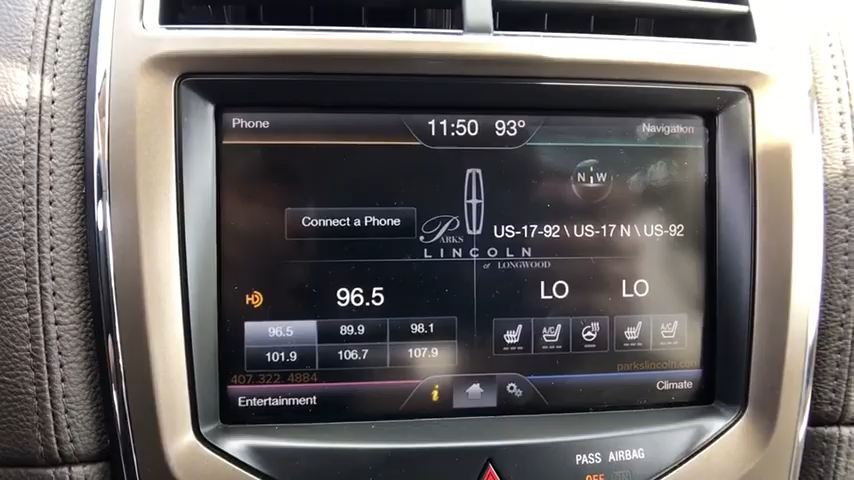 Phone
11:50 93°
Navigation
N W
Connect a Phone
PARKS
LINCOLN
of LONGWOOD
US-17-92 \ US-17 N \ US-92
HD
96.5
LO
LO
96.5 89.9 98.1
101.9 106.7 107.9
A/C
A/C
407.322.4884
parkslincoln.com
Entertainment
i
Climate
PASS AIRBAG
OFF